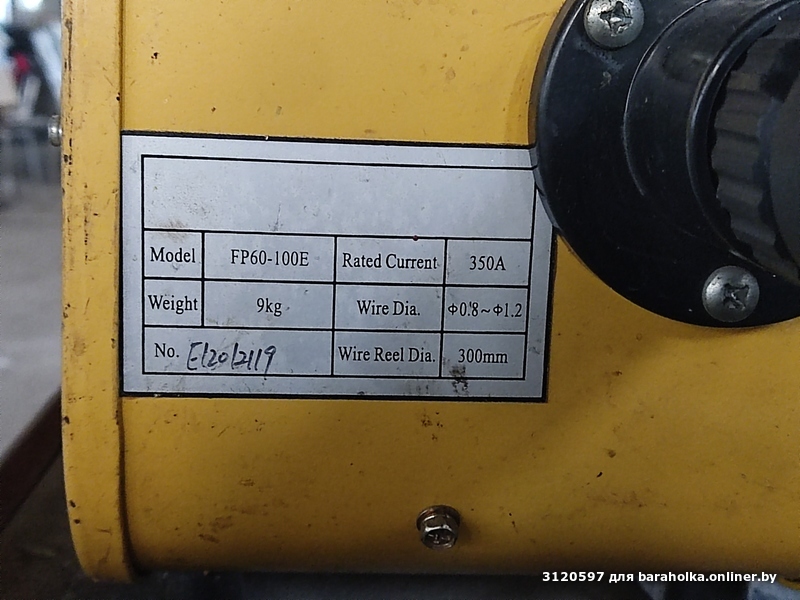 Model FP60-100E Rated Current 350A
Weight 9kg Wire Dia. Φ0.8~Φ1.2
No. E12012119 Wire Reel Dia. 300mm
3120597 для baraholka.onliner.by